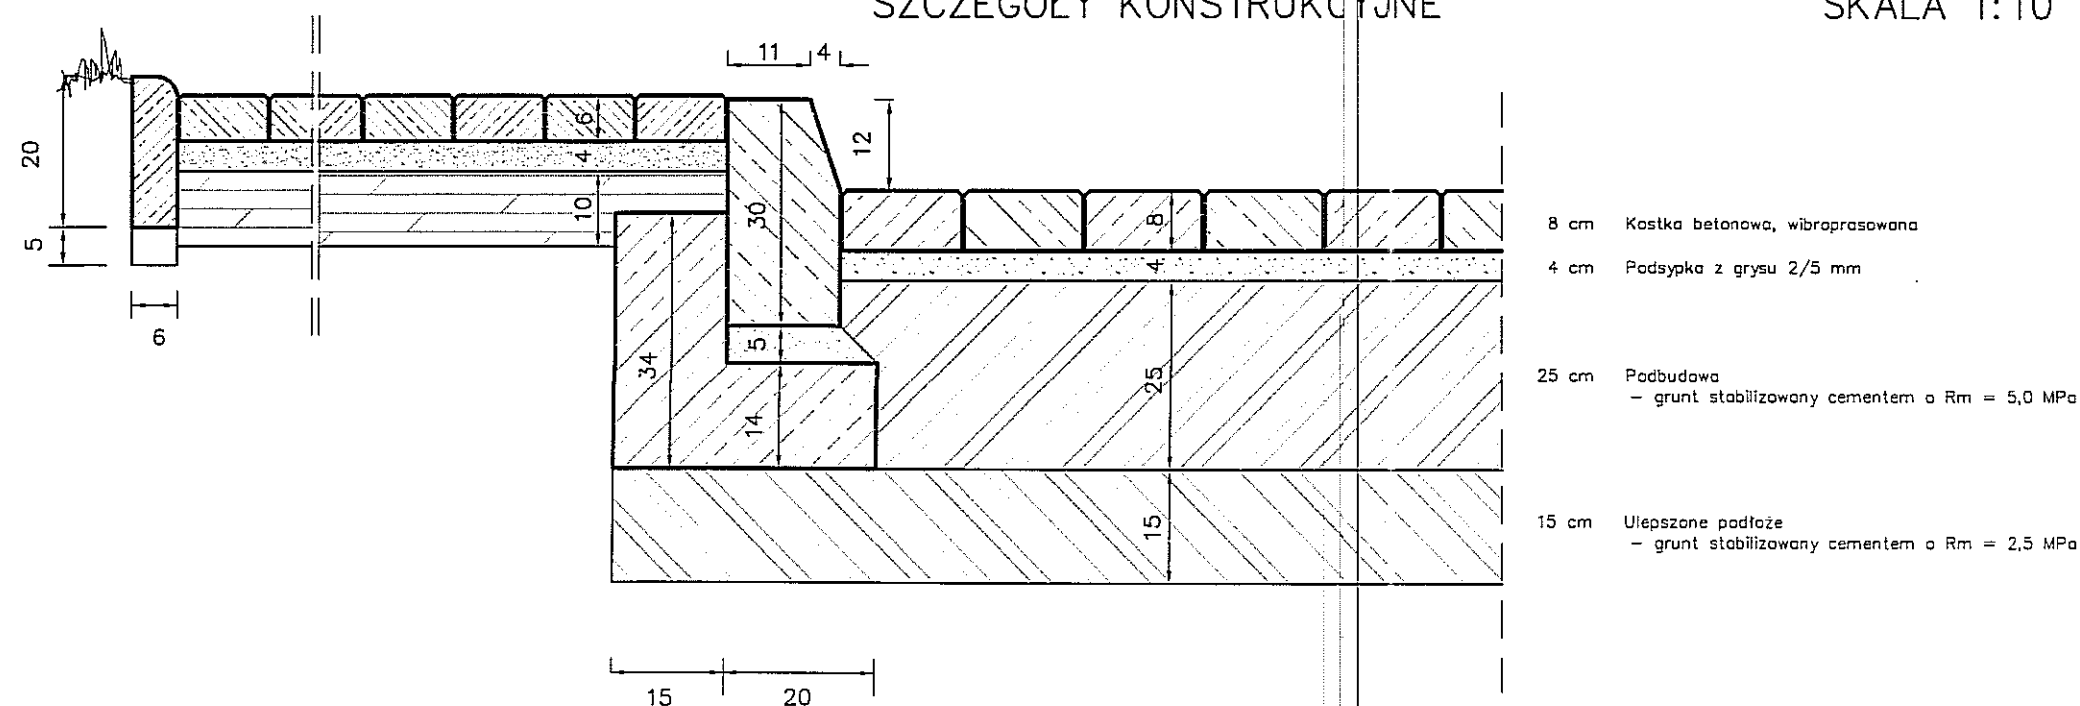 SZCZEGÓŁY KONSTRUKCYJNE
SKALA 1:10
11
4
20
5
6
6
4
10
30
12
34
5
14
8
4
25
15
15
20
8 cm Kostka betonowa, wibroprasowana
4 cm Podsypka z grysu 2/5 mm
25 cm Podbudowa
– grunt stabilizowany cementem o Rm = 5,0 MPa
15 cm Ulepszone podłoże
– grunt stabilizowany cementem o Rm = 2,5 MPa